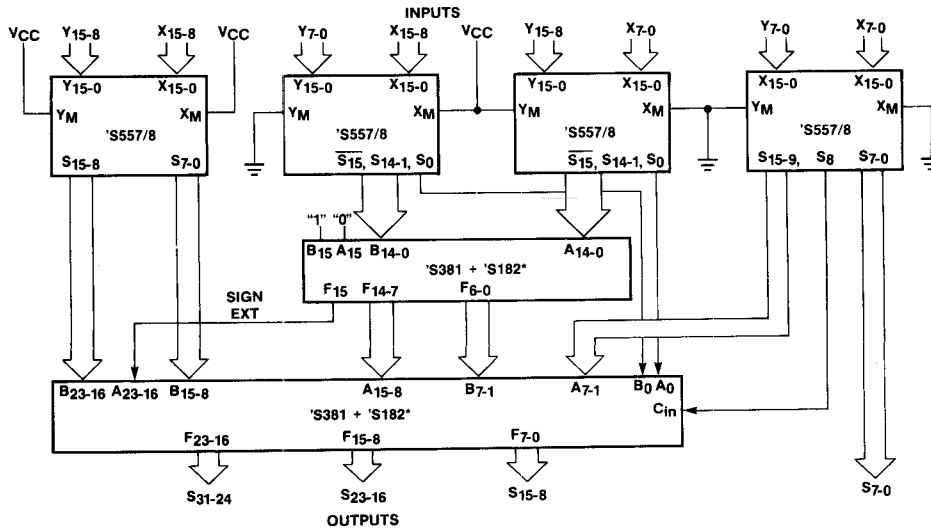 INPUTS
VCC Y15-8 X15-8 VCC Y7-0 X15-8 VCC Y15-8 X7-0 Y7-0 X7-0
Y15-0 X15-0 Y15-0 X15-0 Y15-0 X15-0 X15-0 X15-0
YM XM YM XM YM XM YM XM
'S557/8 'S557/8 'S557/8 'S557/8
S15-8 S7-0 S̅1̅5̅, S14-1, S0 S̅1̅5̅, S14-1, S0 S15-9, S8 S7-0
"1" "0"
B15 A15 B14-0 A14-0
'S381 + 'S182*
F15 F14-7 F6-0
SIGN
EXT
B23-16 A23-16 B15-8 A15-8 B7-1 A7-1 B0 A0
Cin
'S381 + 'S182*
F23-16 F15-8 F7-0
S31-24 S23-16 S15-8 S7-0
OUTPUTS